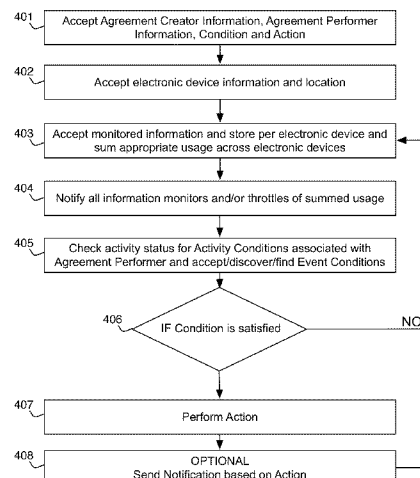 401
Accept Agreement Creator Information, Agreement Performer
Information, Condition and Action
402
Accept electronic device information and location
403
Accept monitored information and store per electronic device and
sum appropriate usage across electronic devices
404
Notify all information monitors and/or throttles of summed usage
405
Check activity status for Activity Conditions associated with
Agreement Performer and accept/discover/find Event Conditions
406
IF Condition is satisfied
NO
407
Perform Action
408
OPTIONAL
Send Notification based on Action